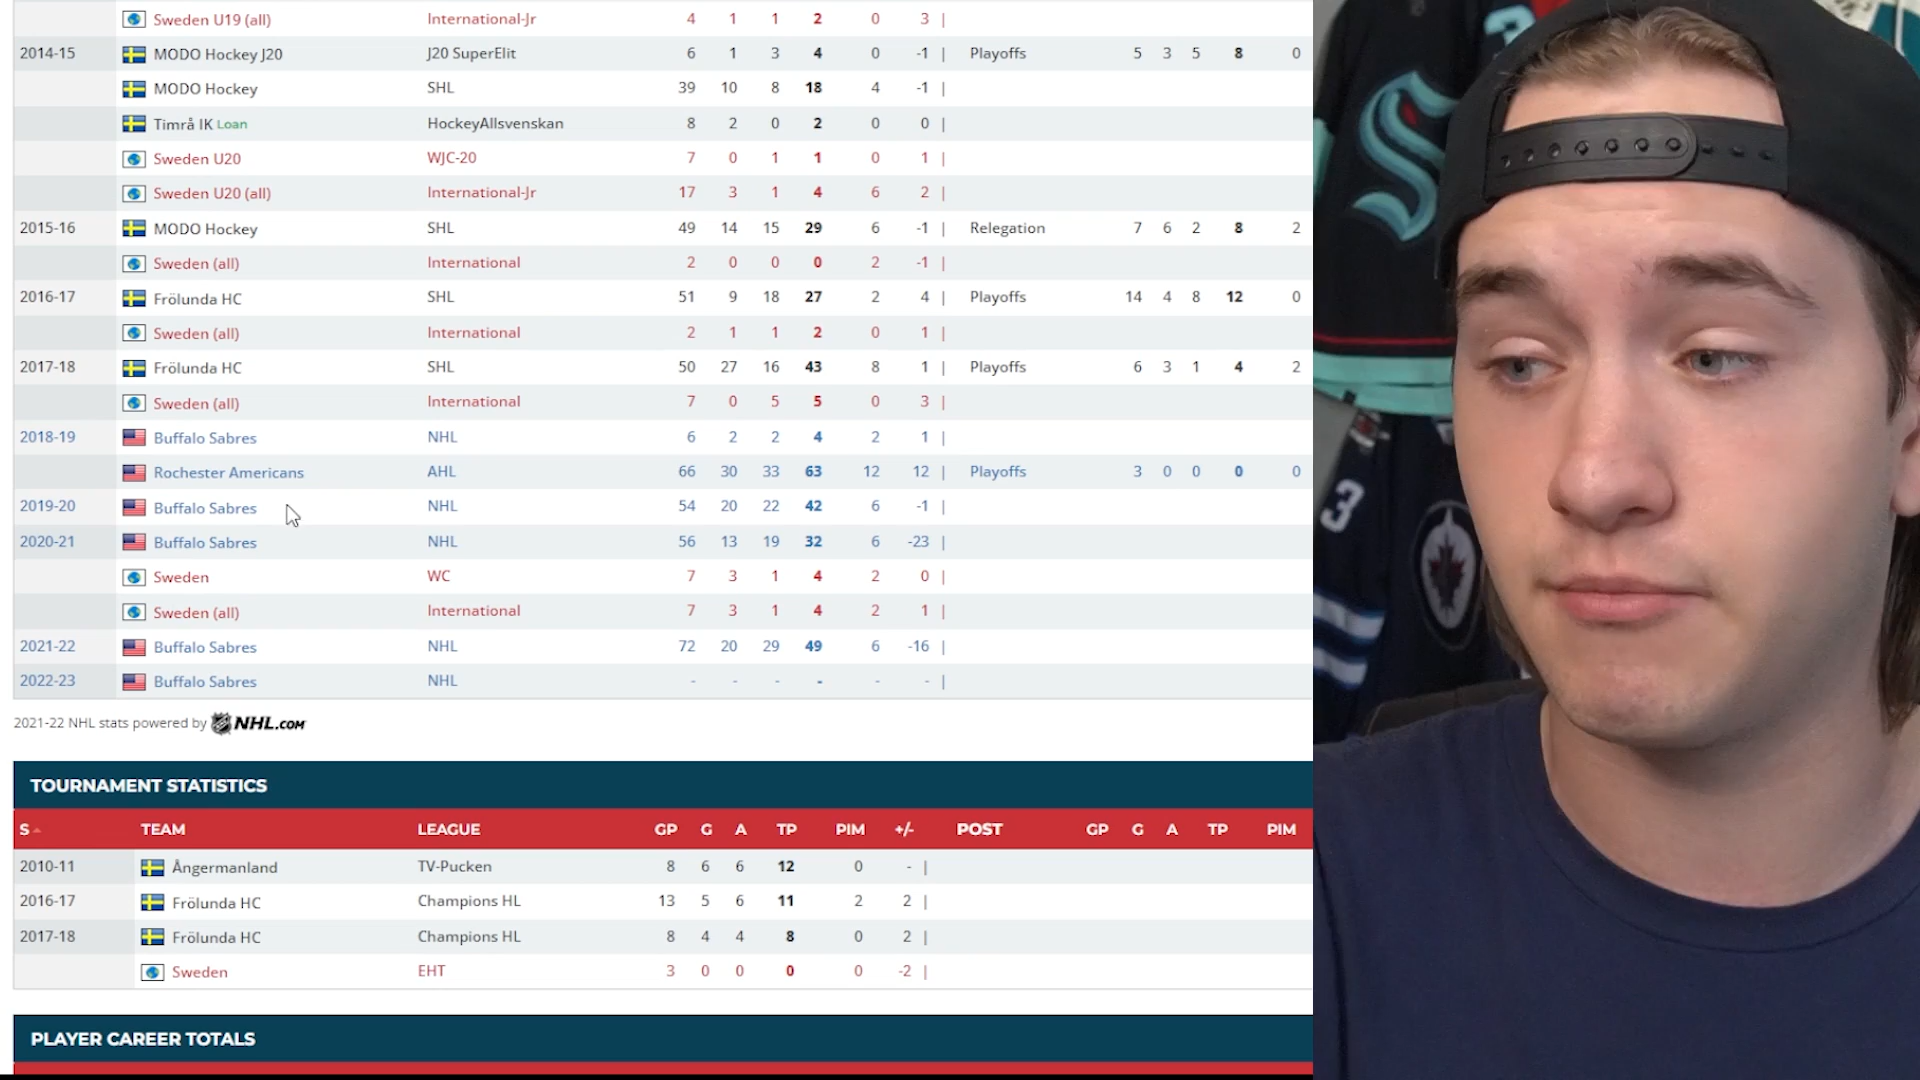 Sweden U19 (all) International-Jr 4 1 1 2 0 3 |
2014-15 MODO Hockey J20 J20 SuperElit 6 1 3 4 0 -1 | Playoffs 5 3 5 8 0
MODO Hockey SHL 39 10 8 18 4 -1 |
Timrå IK Loan HockeyAllsvenskan 8 2 0 2 0 0 |
Sweden U20 WJC-20 7 0 1 1 0 1 |
Sweden U20 (all) International-Jr 17 3 1 4 6 2 |
2015-16 MODO Hockey SHL 49 14 15 29 6 -1 | Relegation 7 6 2 8 2
Sweden (all) International 2 0 0 0 2 -1 |
2016-17 Frölunda HC SHL 51 9 18 27 2 4 | Playoffs 14 4 8 12 0
Sweden (all) International 2 1 1 2 0 1 |
2017-18 Frölunda HC SHL 50 27 16 43 8 1 | Playoffs 6 3 1 4 2
Sweden (all) International 7 0 5 5 0 3 |
2018-19 Buffalo Sabres NHL 6 2 2 4 2 1 |
Rochester Americans AHL 66 30 33 63 12 12 | Playoffs 3 0 0 0 0
2019-20 Buffalo Sabres NHL 54 20 22 42 6 -1 |
2020-21 Buffalo Sabres NHL 56 13 19 32 6 -23 |
Sweden WC 7 3 1 4 2 0 |
Sweden (all) International 7 3 1 4 2 1 |
2021-22 Buffalo Sabres NHL 72 20 29 49 6 -16 |
2022-23 Buffalo Sabres NHL - - - - - - |
2021-22 NHL stats powered by NHL.COM
TOURNAMENT STATISTICS
S TEAM LEAGUE GP G A TP PIM +/- POST GP G A TP PIM
2010-11 Ångermanland TV-Pucken 8 6 6 12 0 - |
2016-17 Frölunda HC Champions HL 13 5 6 11 2 2 |
2017-18 Frölunda HC Champions HL 8 4 4 8 0 2 |
Sweden EHT 3 0 0 0 0 -2 |
PLAYER CAREER TOTALS
3